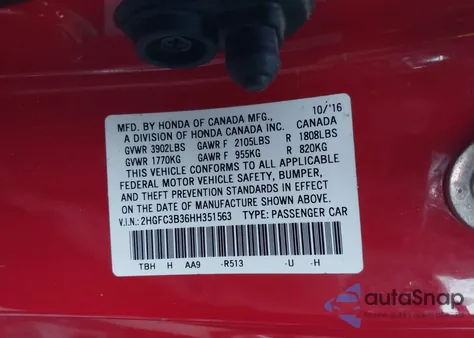 10/'16
MFD. BY HONDA OF CANADA MFG.,
A DIVISION OF HONDA CANADA INC. CANADA
GVWR 3902LBS GAWR F 2105LBS R 1808LBS
GVWR 1770KG GAWR F 955KG R 820KG
THIS VEHICLE CONFORMS TO ALL APPLICABLE
FEDERAL MOTOR VEHICLE SAFETY, BUMPER,
AND THEFT PREVENTION STANDARDS IN EFFECT
ON THE DATE OF MANUFACTURE SHOWN ABOVE.
V.I.N.: 2HGFC3B36HH351563 TYPE: PASSENGER CAR
TBH H AA9 -R513 -U -H
autaSnap